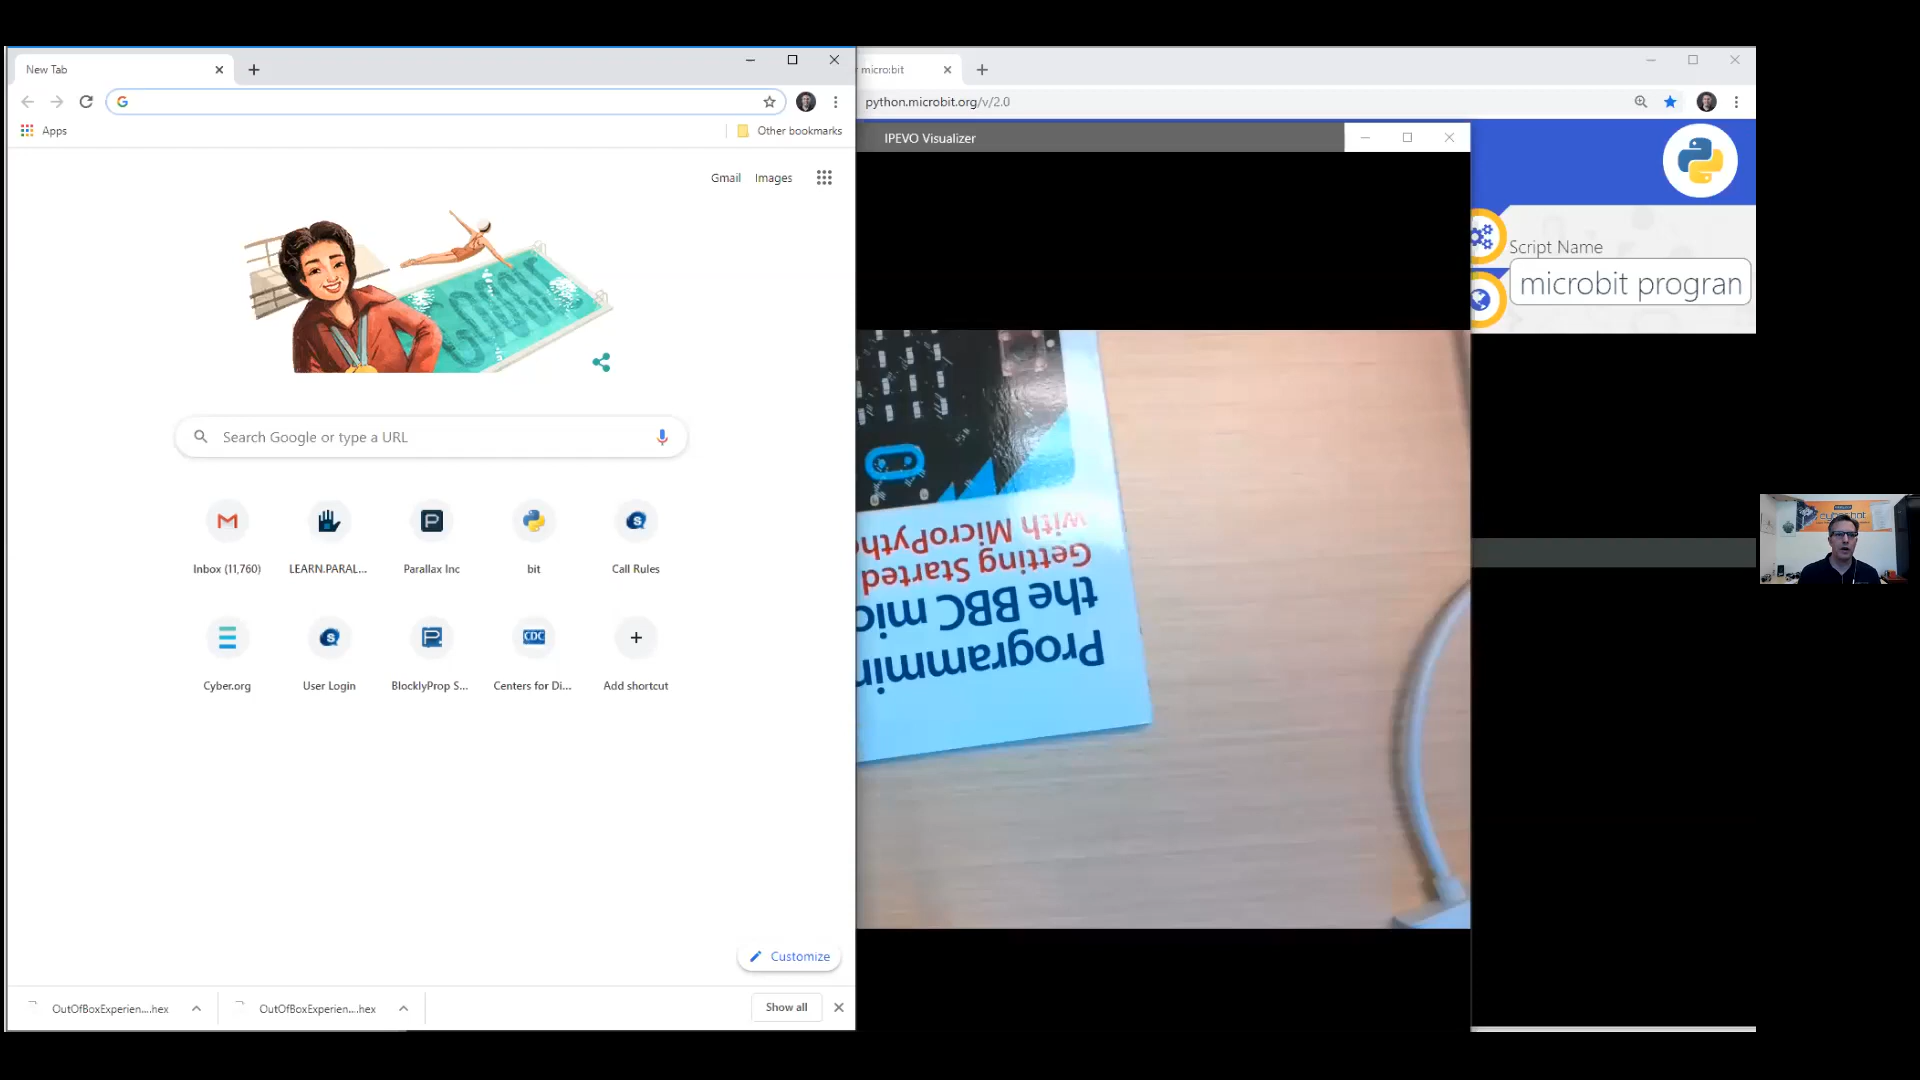 New Tab
micro:bit
python.microbit.org/v/2.0
Apps
Other bookmarks
IPEVO Visualizer
Gmail
Images
GOOGLE
Script Name
microbit progran
Search Google or type a URL
Inbox (11,760)
LEARN.PARAL...
Parallax Inc
bit
Call Rules
CDC
Cyber.org
User Login
BlocklyProp S...
Centers for Di...
Add shortcut
Programmin
the BBC mic
Getting Started
with MicroPytho
Customize
OutOfBoxExperien....hex
OutOfBoxExperien....hex
Show all